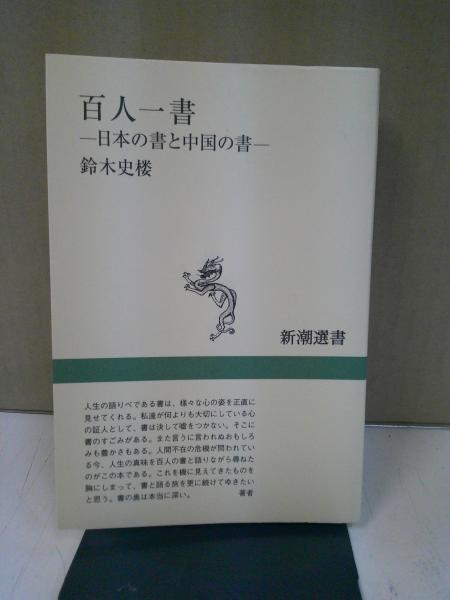 百人一書
―日本の書と中国の書―
鈴木史楼
新潮選書
人生の語りべである書は、様々な心の姿を正直に
見せてくれる。私達が何よりも大切にしている心
の証人として、書は決して嘘をつかない。そこに
書のすごみがある。また言うに言われぬおもしろ
みも豊かさもある。人間不在の危機が問われてい
る今、人生の真味を百人の書と語りながら尋ねた
のがこの本である。これを機に見えてきたものを
胸にしまって、書と語る旅を更に続けてゆきたい
と思う。書の奥は本当に深い。 著者